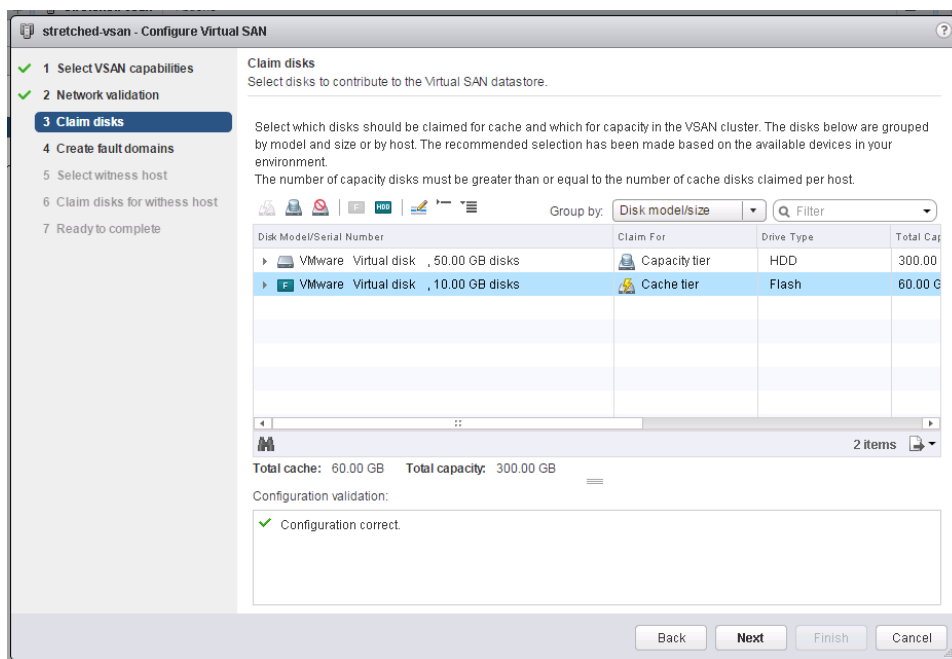 stretched-vsan - Configure Virtual SAN
?
1 Select VSAN capabilities
2 Network validation
3 Claim disks
4 Create fault domains
5 Select witness host
6 Claim disks for witness host
7 Ready to complete
Claim disks
Select disks to contribute to the Virtual SAN datastore.
Select which disks should be claimed for cache and which for capacity in the VSAN cluster. The disks below are grouped
by model and size or by host. The recommended selection has been made based on the available devices in your
environment.
The number of capacity disks must be greater than or equal to the number of cache disks claimed per host.
F HDD Group by: Disk model/size Filter
Disk Model/Serial Number Claim For Drive Type Total Cap
VMware Virtual disk , 50.00 GB disks Capacity tier HDD 300.00
F VMware Virtual disk , 10.00 GB disks Cache tier Flash 60.00 G
2 items
Total cache: 60.00 GB Total capacity: 300.00 GB
Configuration validation:
Configuration correct.
Back Next Finish Cancel